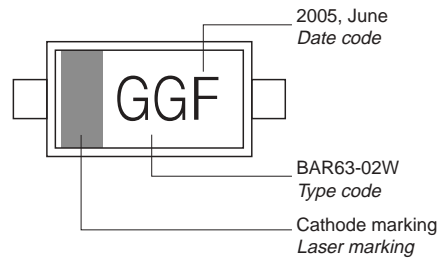 2005, June
Date code
GGF
BAR63-02W
Type code
Cathode marking
Laser marking